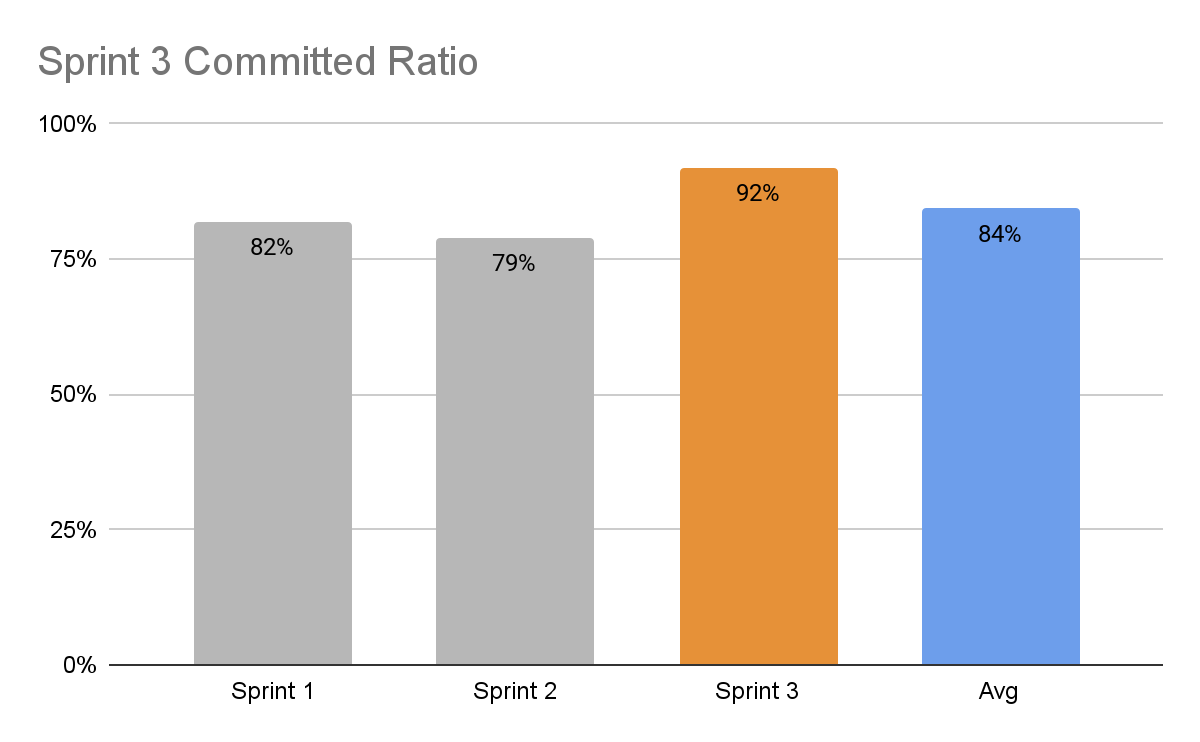 Sprint 3 Committed Ratio
100%
75%
50%
25%
0%
82%
79%
92%
84%
Sprint 1
Sprint 2
Sprint 3
Avg